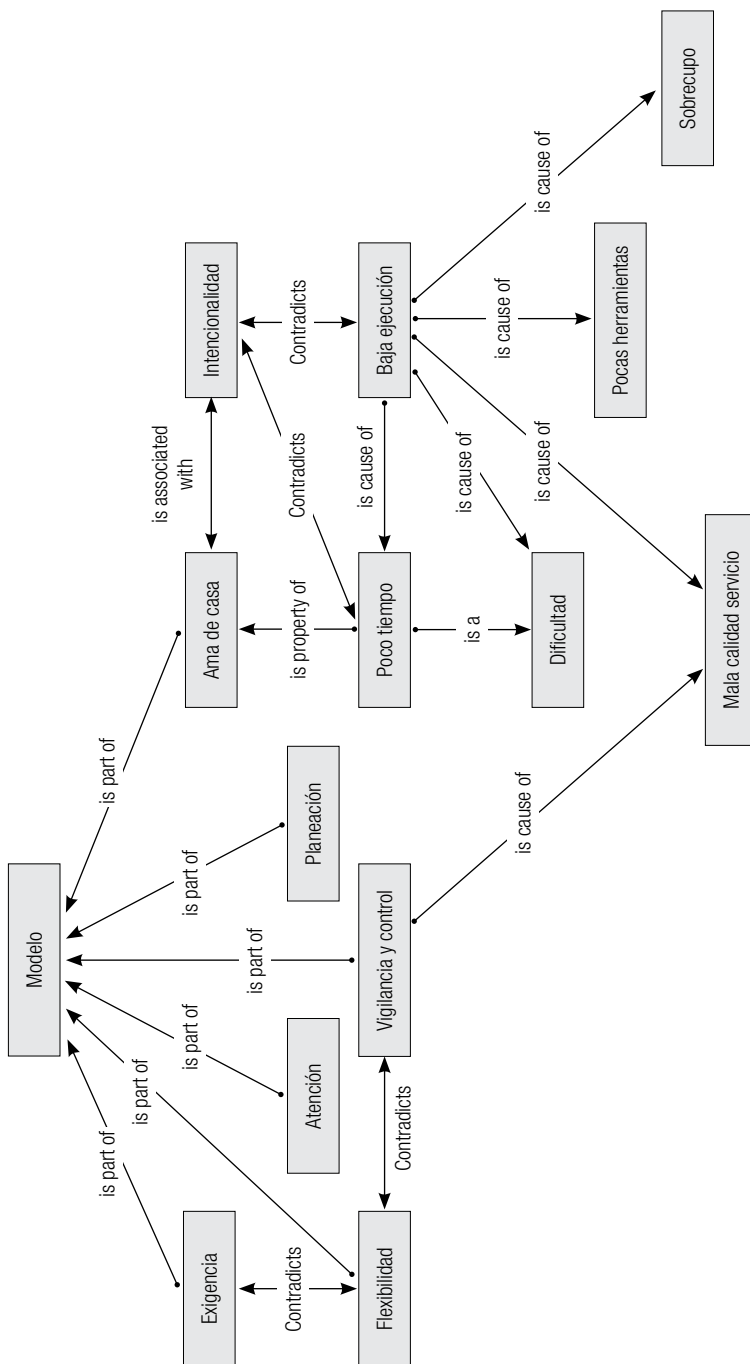 Modelo
is part of
is part of
is part of
is part of
is part of
is part of
Exigencia
Atención
Planeación
Ama de casa
is associated
with
Intencionalidad
Contradicts
is property of
Contradicts
Contradicts
Flexibilidad
Contradicts
Vigilancia y control
Poco tiempo
is cause of
Baja ejecución
is a
is cause of
is cause of
is cause of
is cause of
is cause of
Dificultad
Pocas herramientas
Sobrecupo
Mala calidad servicio